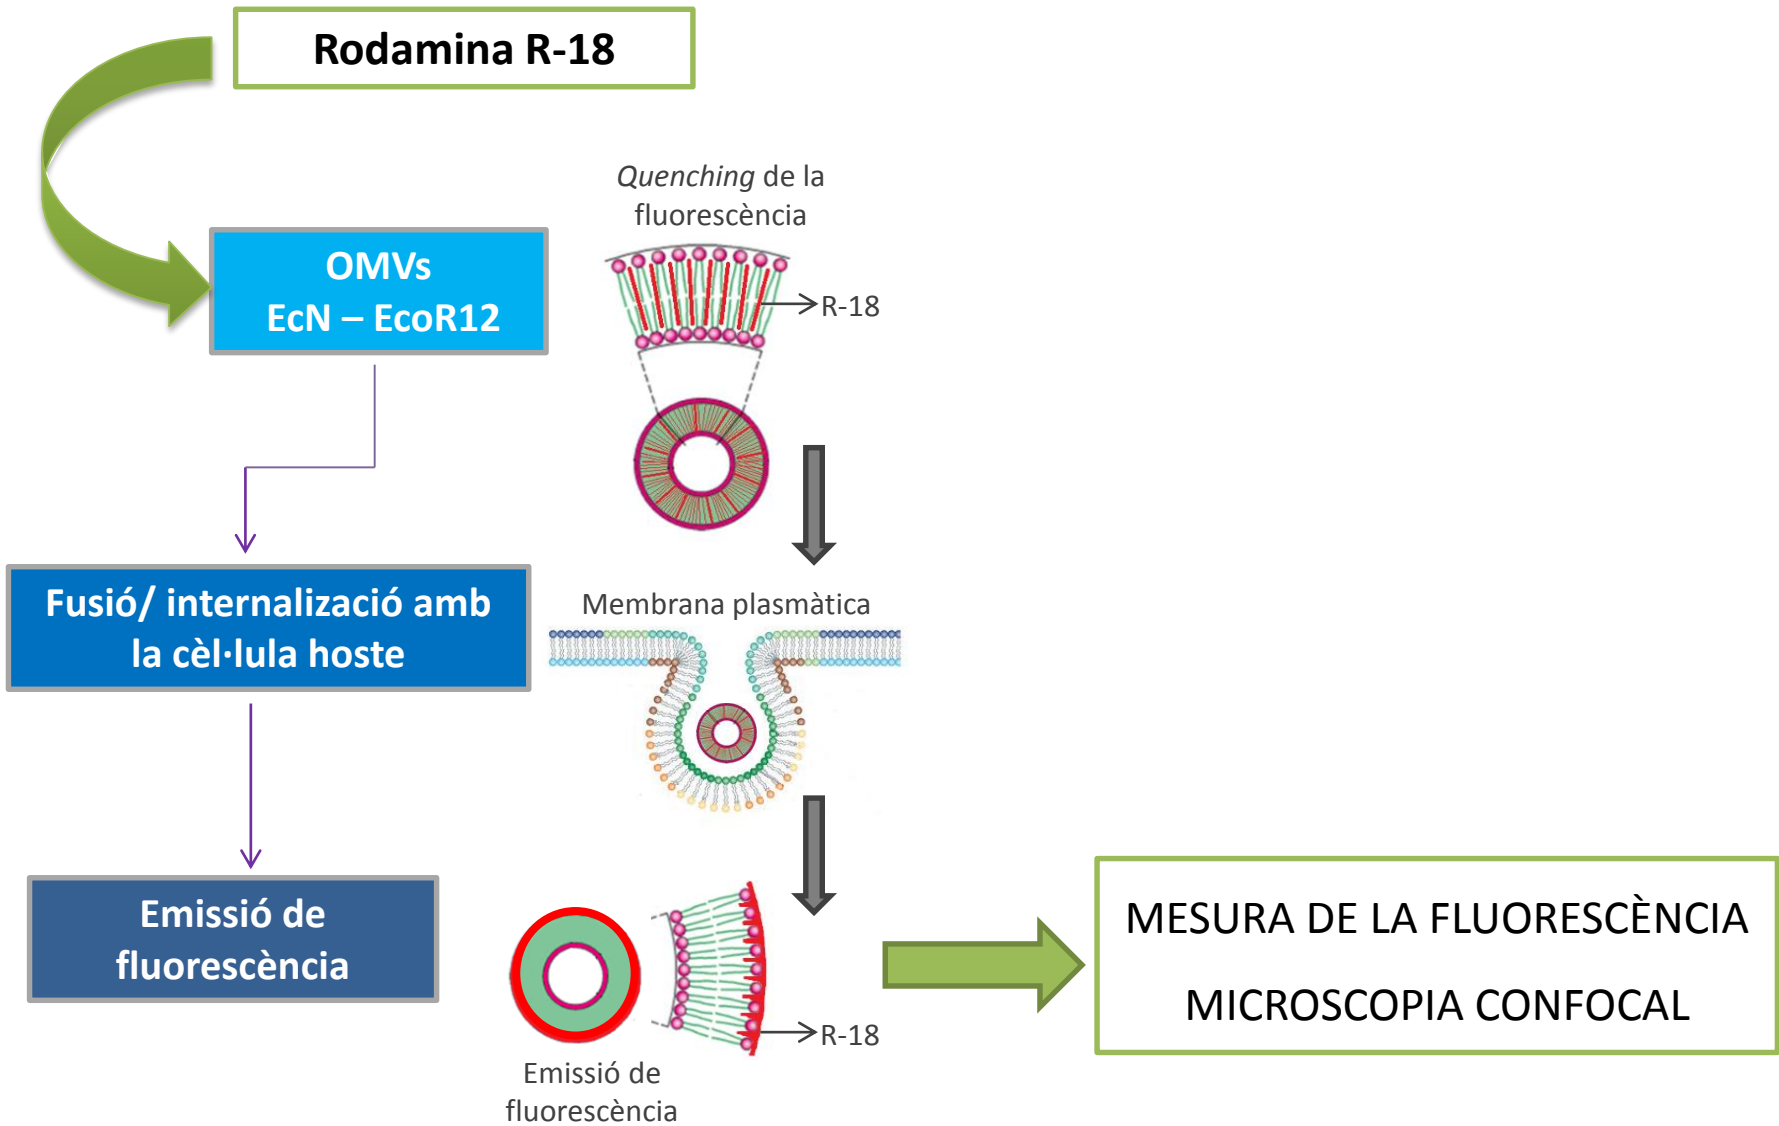 Rodamina R-18
Quenching de la
fluorescència
OMVs
EcN – EcoR12
R-18
Fusió/ internalizació amb
la cèl·lula hoste
Membrana plasmàtica
Emissió de
fluorescència
R-18
Emissió de
fluorescència
MESURA DE LA FLUORESCÈNCIA
MICROSCOPIA CONFOCAL